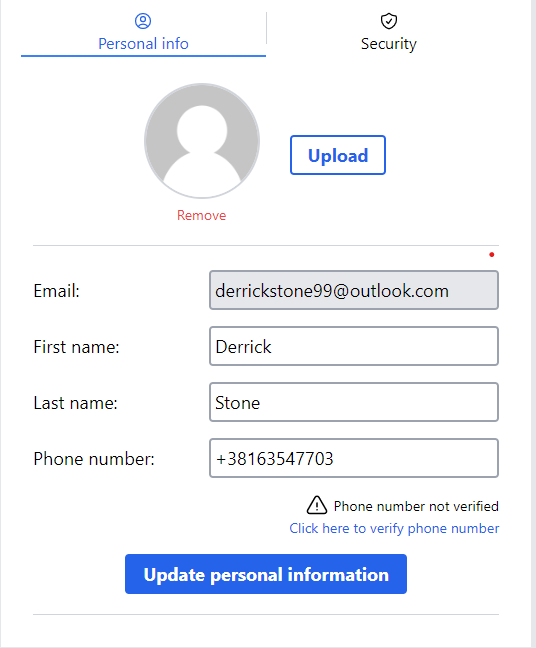 Personal info
Security
Upload
Remove
Email: derrickstone99@outlook.com
First name: Derrick
Last name: Stone
Phone number: +38163547703
Phone number not verified
Click here to verify phone number
Update personal information